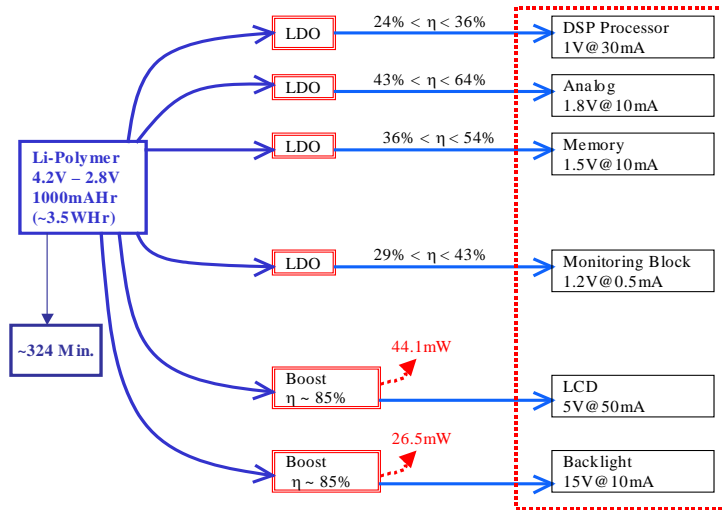 LDO
24% < η < 36%
DSP Processor
1V@30mA
LDO
43% < η < 64%
Analog
1.8V@10mA
LDO
36% < η < 54%
Memory
1.5V@10mA
Li-Polymer
4.2V – 2.8V
1000mAHr
(~3.5WHr)
LDO
29% < η < 43%
Monitoring Block
1.2V@0.5mA
~324 Min.
44.1mW
Boost
η ~ 85%
LCD
5V@50mA
26.5mW
Boost
η ~ 85%
Backlight
15V@10mA